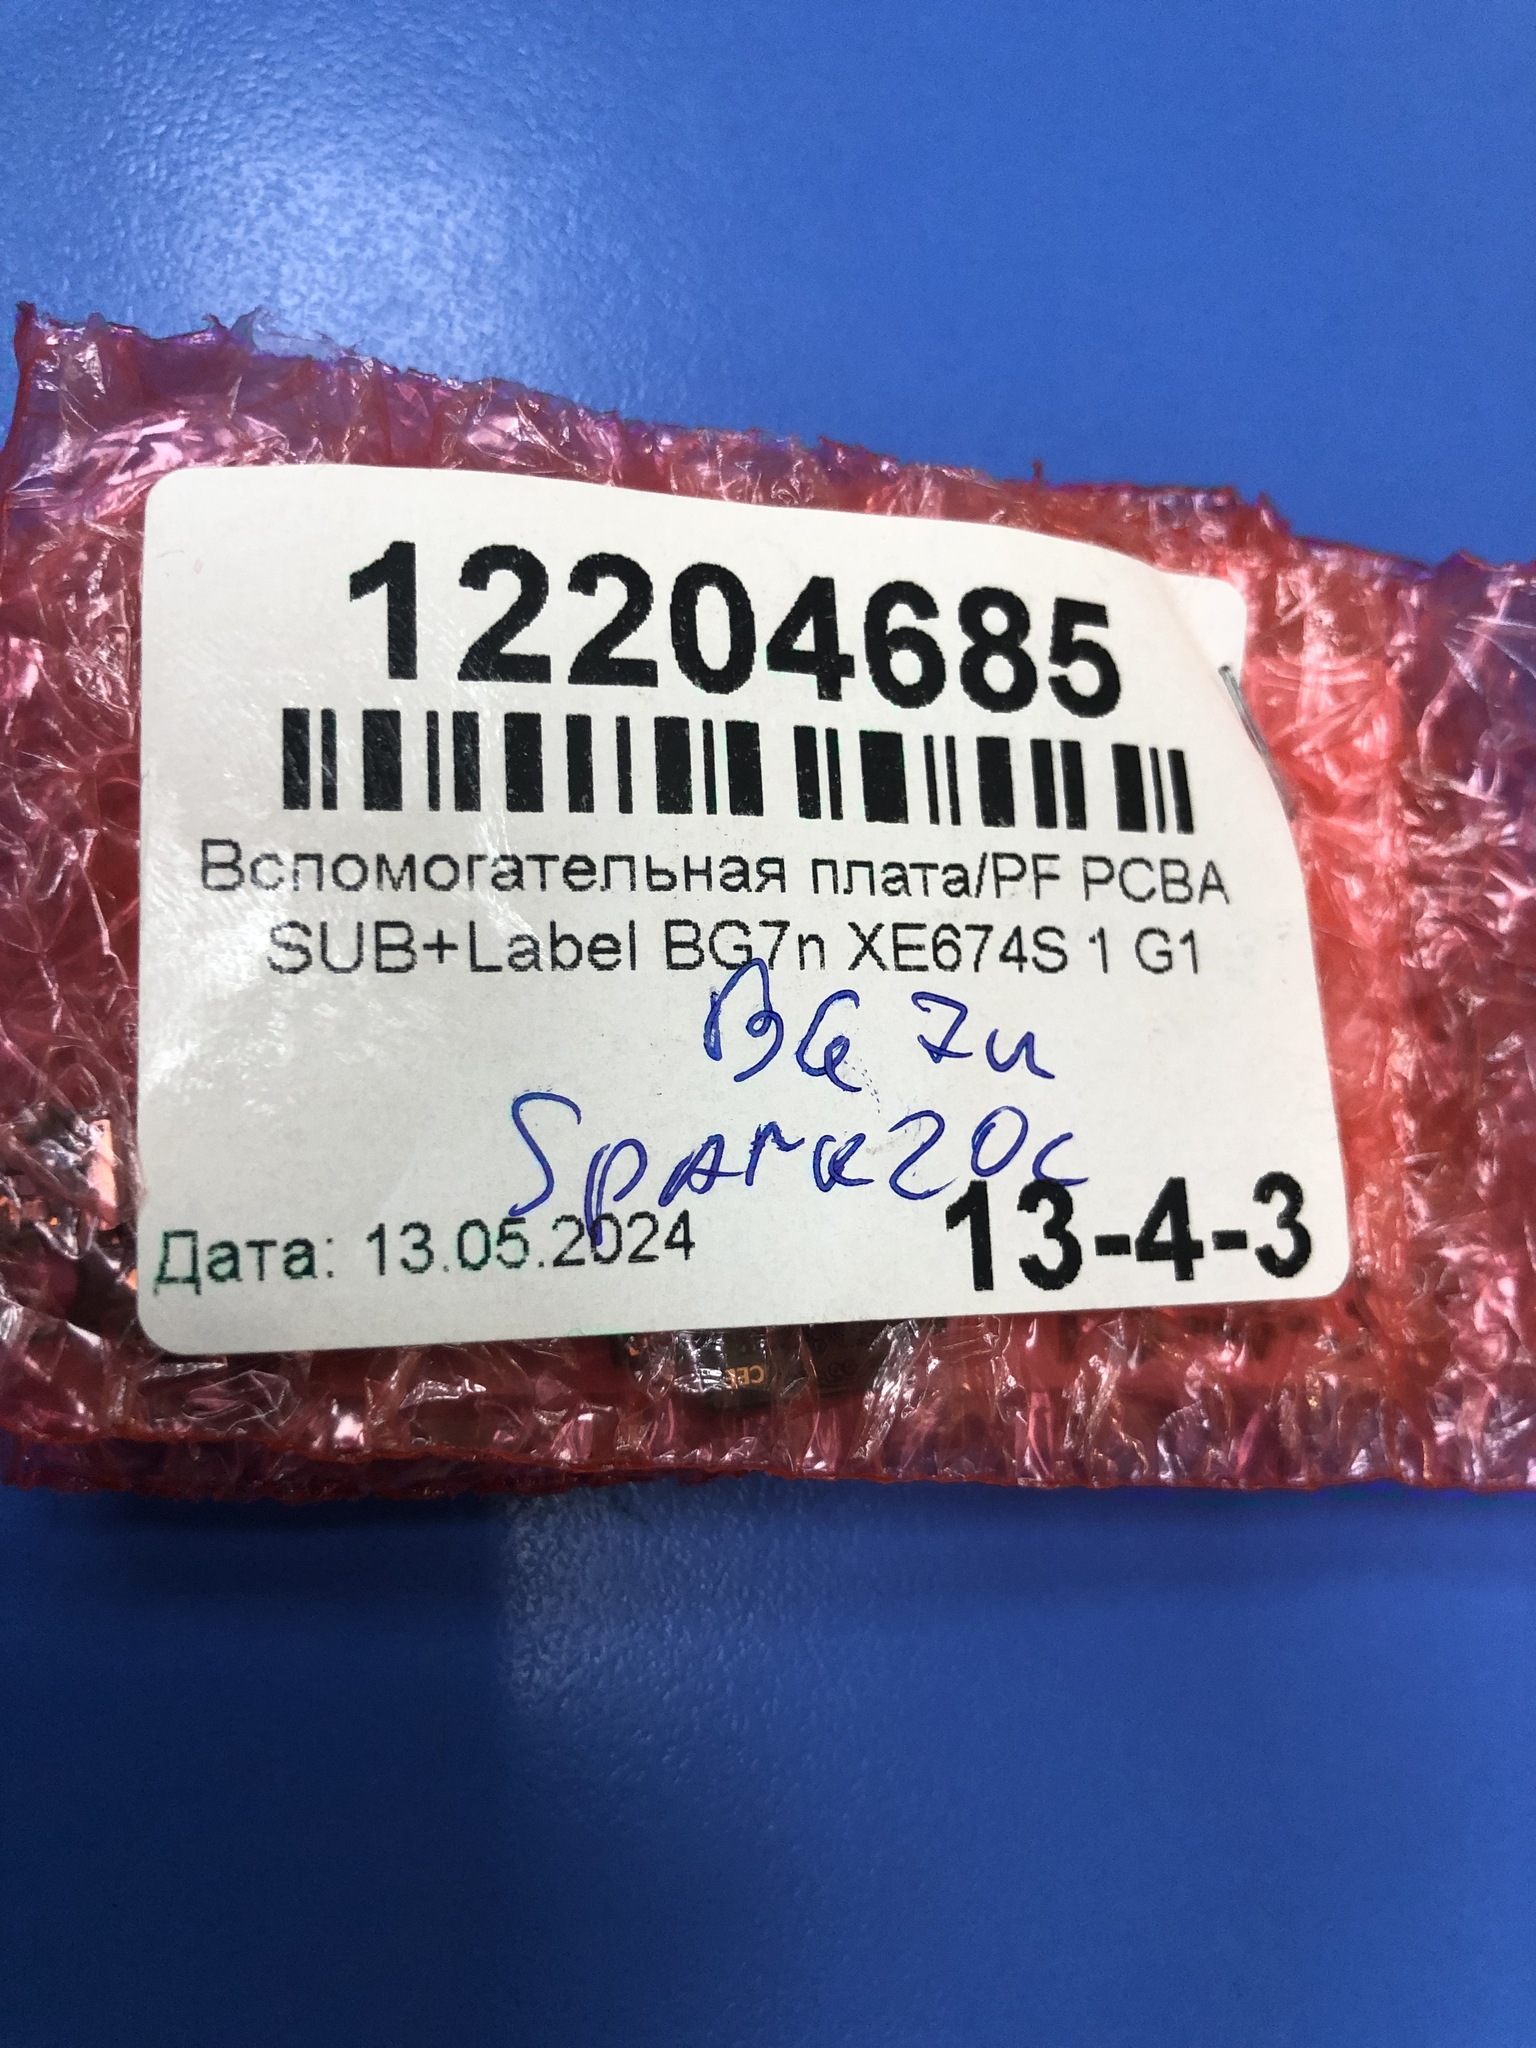 12204685
Вспомогательная плата/PF PCBA
SUB+Label BG7n XE674S 1 G1
BG 7n
Spark20c
Дата: 13.05.2024
13-4-3